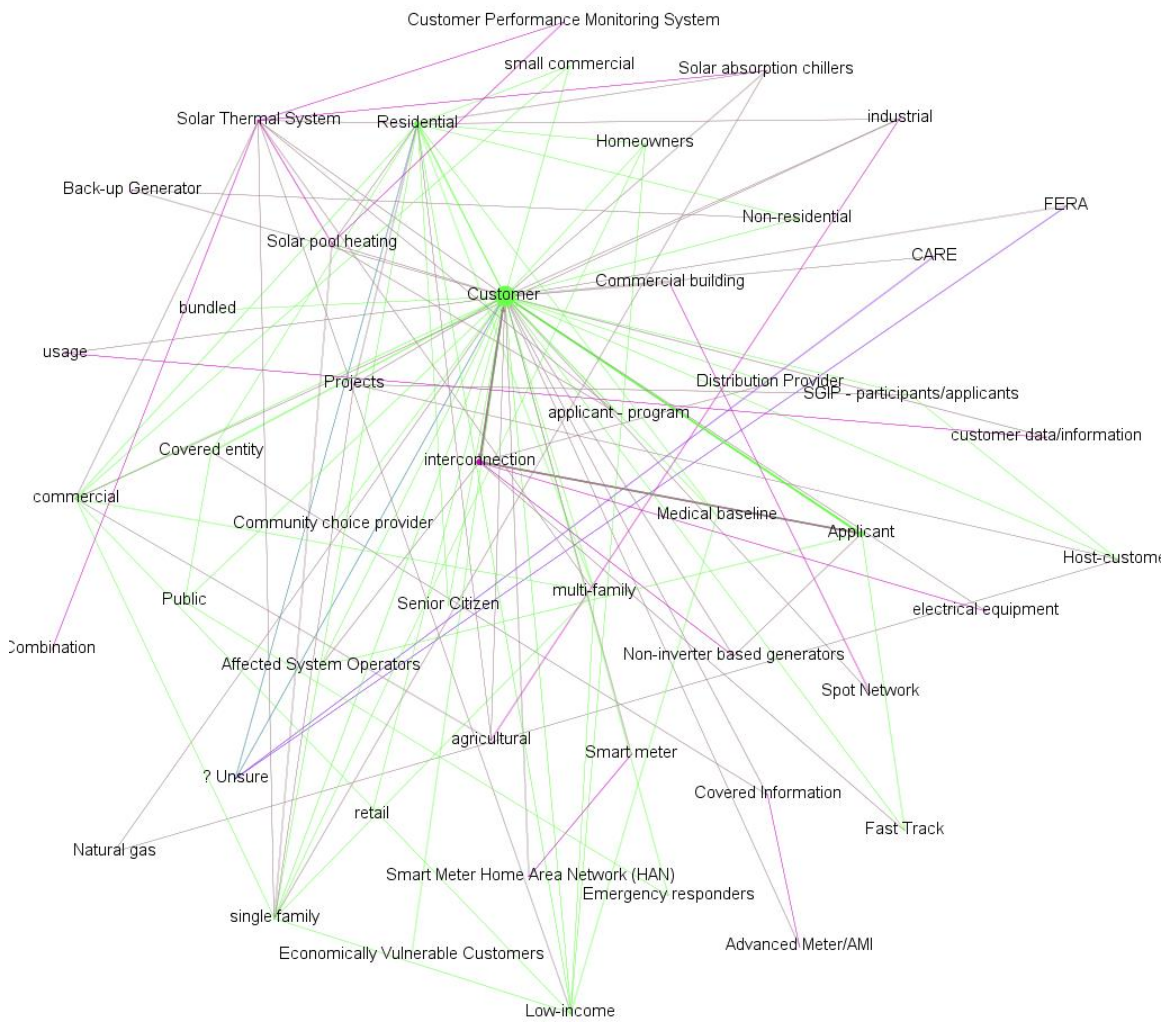 Customer Performance Monitoring System
small commercial
Solar absorption chillers
Solar Thermal System
Residential
industrial
Homeowners
Back-up Generator
FERA
Non-residential
Solar pool heating
CARE
Commercial building
Customer
bundled
usage
Projects
Distribution Provider
SGIP - participants/applicants
applicant - program
customer data/information
Covered entity
interconnection
commercial
Medical baseline
Community choice provider
Applicant
Host-custome
multi-family
Public
Senior Citizen
electrical equipment
Combination
Affected System Operators
Non-inverter based generators
Spot Network
agricultural
Smart meter
? Unsure
Covered Information
retail
Fast Track
Natural gas
Smart Meter Home Area Network (HAN)
Emergency responders
single family
Advanced Meter/AMI
Economically Vulnerable Customers
Low-income